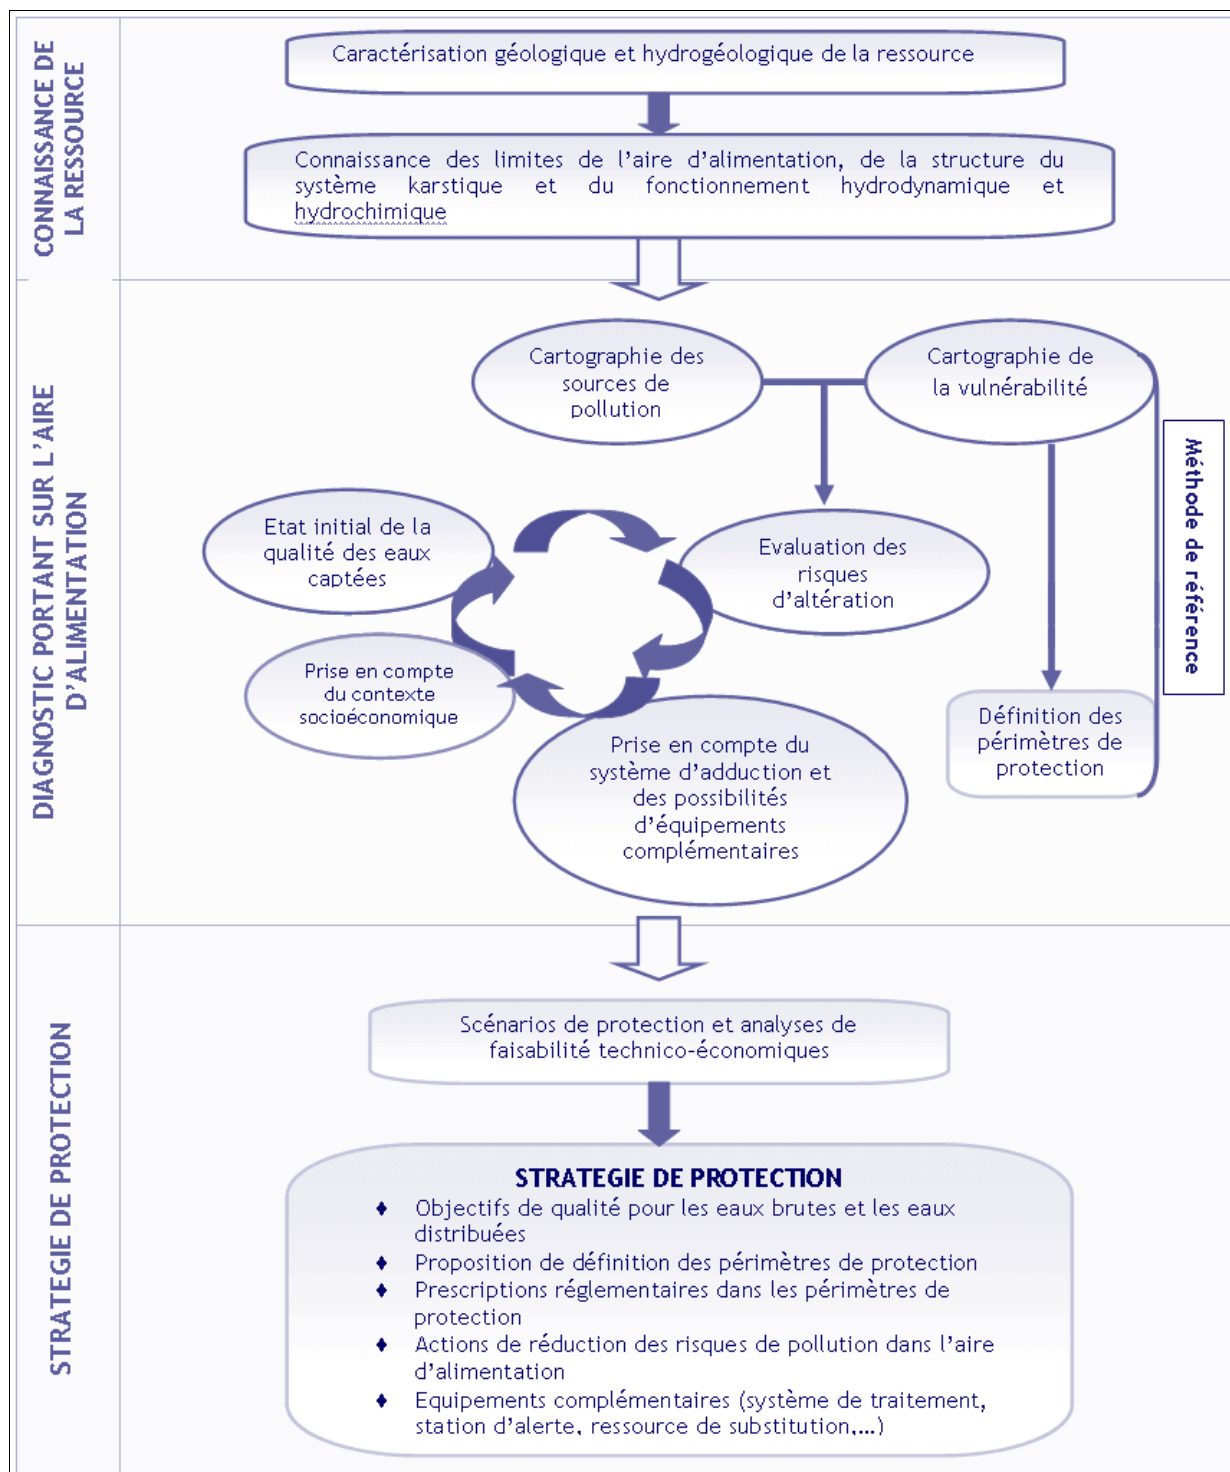 CONNAISSANCE DE
LA RESSOURCE
Caractérisation géologique et hydrogéologique de la ressource
Connaissance des limites de l'aire d'alimentation, de la structure du
système karstique et du fonctionnement hydrodynamique et
hydrochimique
DIAGNOSTIC PORTANT SUR L'AIRE
D'ALIMENTATION
Cartographie des
sources de
pollution
Cartographie de
la vulnérabilité
Méthode de référence
Etat initial de la
qualité des eaux
captées
Evaluation des
risques
d'altération
Prise en compte
du contexte
socioéconomique
Prise en compte du
système d'adduction et
des possibilités
d'équipements
complémentaires
Définition des
périmètres de
protection
STRATEGIE DE PROTECTION
Scénarios de protection et analyses de
faisabilité technico-économiques
STRATEGIE DE PROTECTION
♦ Objectifs de qualité pour les eaux brutes et les eaux
distribuées
♦ Proposition de définition des périmètres de protection
♦ Prescriptions réglementaires dans les périmètres de
protection
♦ Actions de réduction des risques de pollution dans l'aire
d'alimentation
♦ Equipements complémentaires (système de traitement,
station d'alerte, ressource de substitution,...)